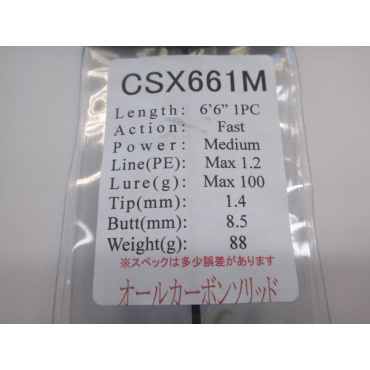 CSX661M
Length: 6’6” 1PC
Action: Fast
Power: Medium
Line(PE): Max 1.2
Lure(g): Max 100
Tip(mm): 1.4
Butt(mm): 8.5
Weight(g): 88
※スペックは多少誤差があります
オールカーボンソリッド